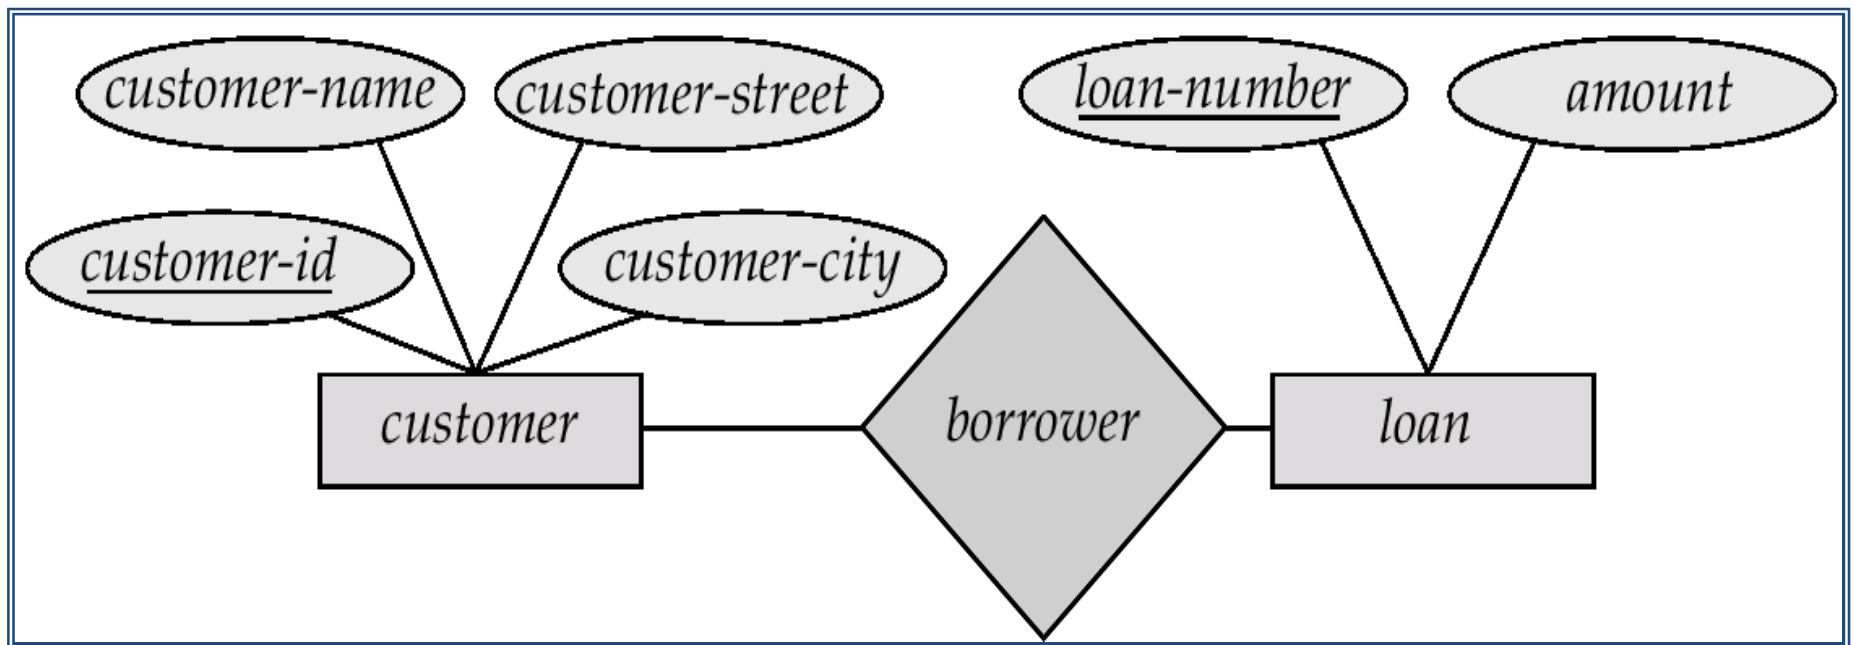 customer-name
customer-street
loan-number
amount
customer-id
customer-city
customer
borrower
loan